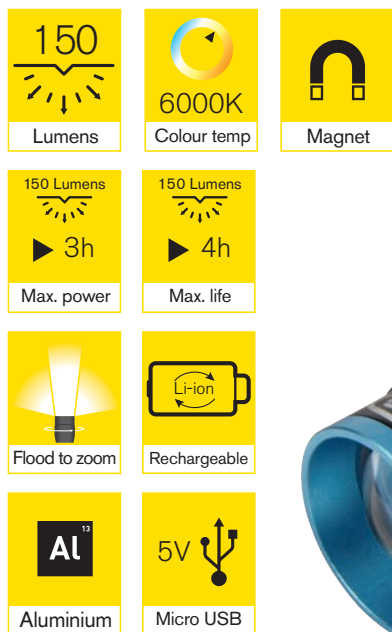 150
Lumens
6000K
Colour temp
Magnet
150 Lumens
3h
Max. power
150 Lumens
4h
Max. life
Flood to zoom
Li-ion
Rechargeable
13
Al
Aluminium
5V
Micro USB